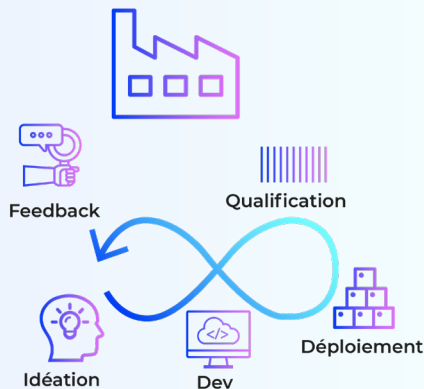 Feedback
Qualification
Déploiement
Idéation
Dev